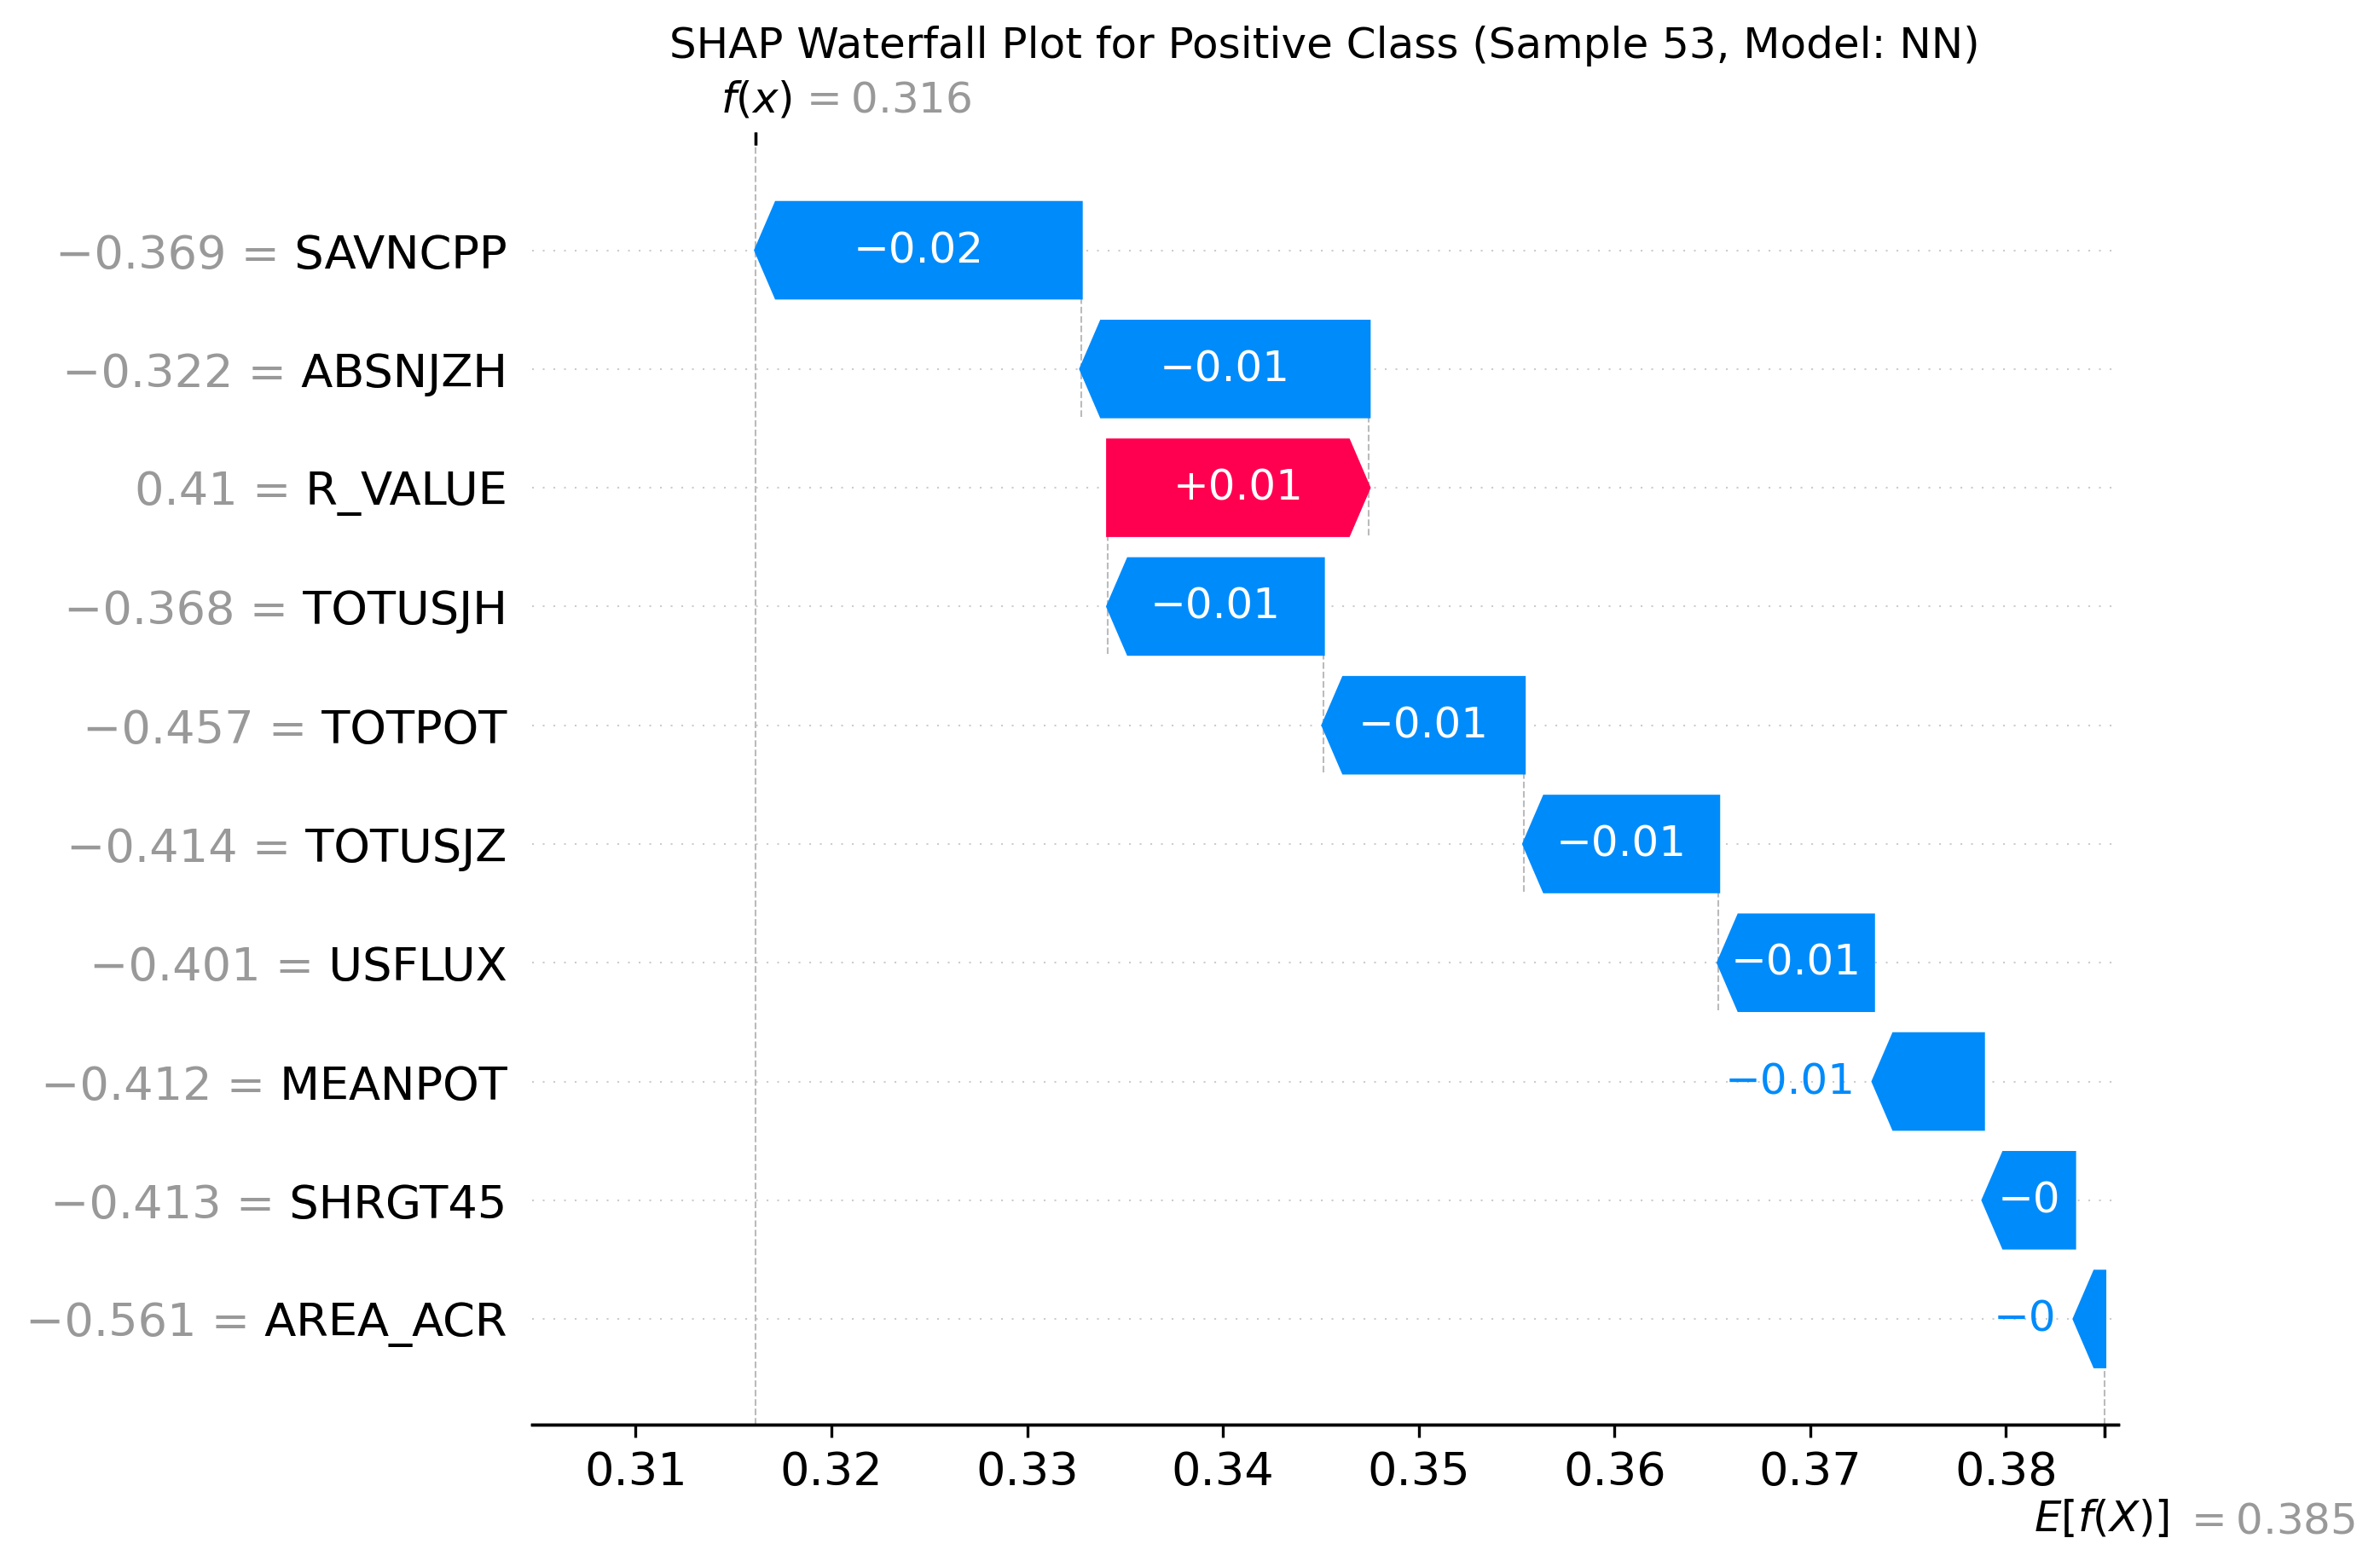 SHAP Waterfall Plot for Positive Class (Sample 53, Model: NN)
f(x) = 0.316
−0.369 = SAVNCPP −0.02
−0.322 = ABSNJZH −0.01
0.41 = R_VALUE +0.01
−0.368 = TOTUSJH −0.01
−0.457 = TOTPOT −0.01
−0.414 = TOTUSJZ −0.01
−0.401 = USFLUX −0.01
−0.412 = MEANPOT −0.01
−0.413 = SHRGT45 −0
−0.561 = AREA_ACR −0
0.31 0.32 0.33 0.34 0.35 0.36 0.37 0.38
E[f(X)] = 0.385